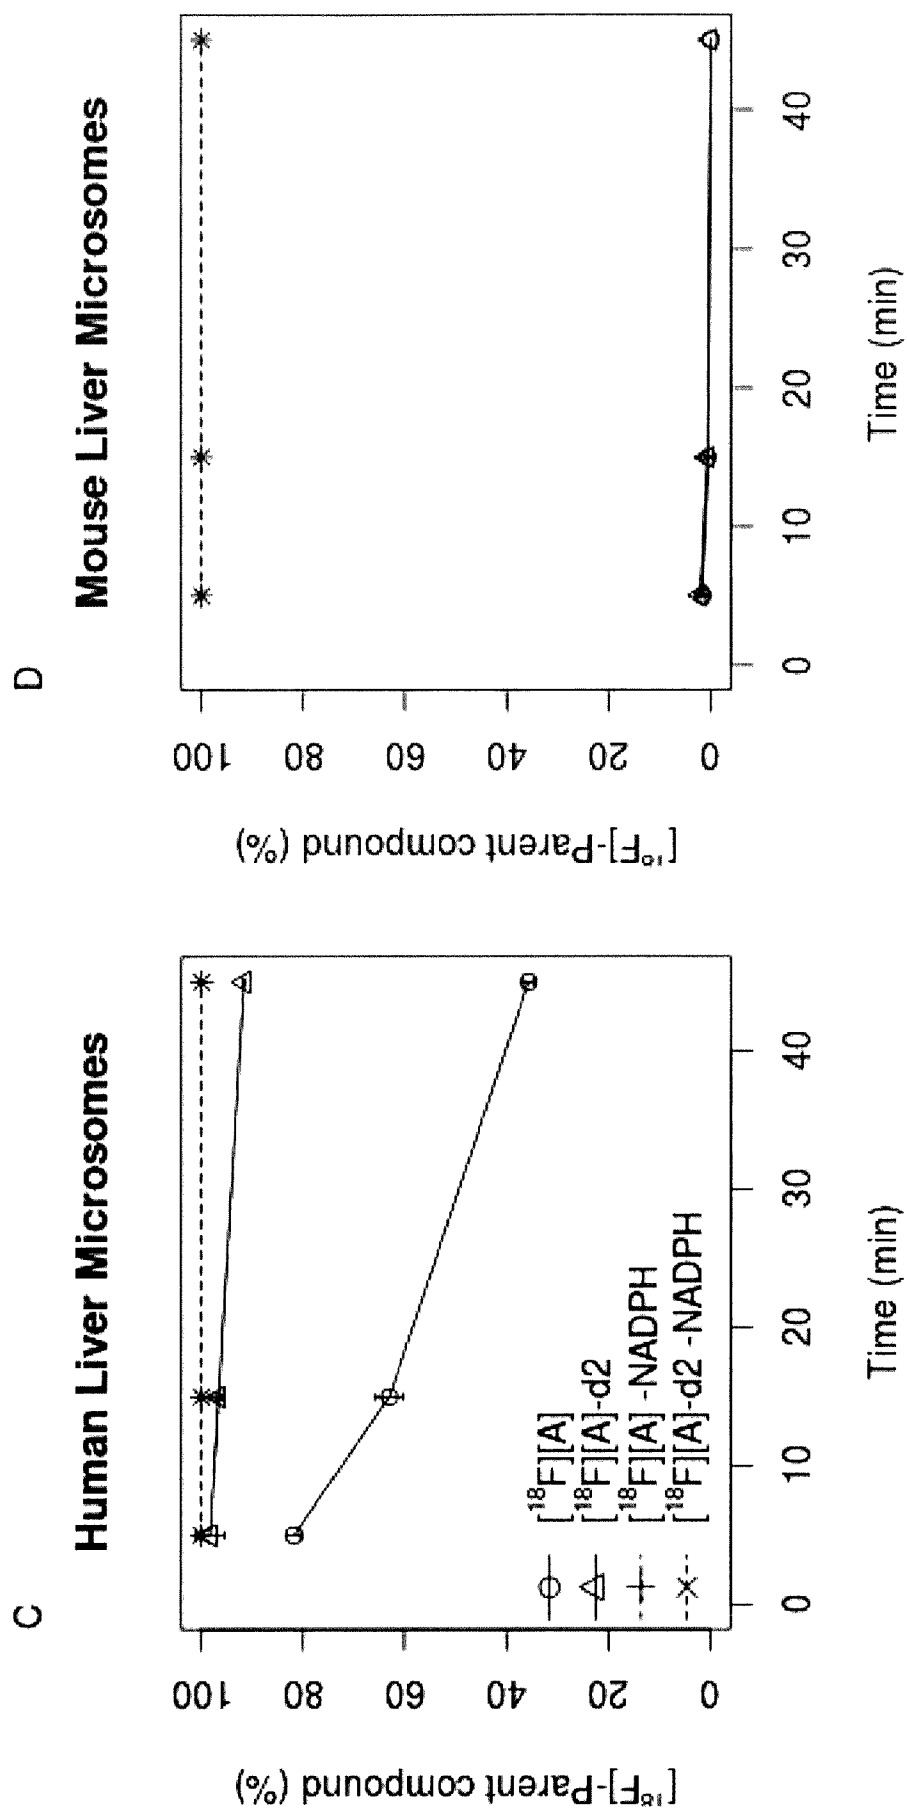 C
Human Liver Microsomes
[¹⁸F]-Parent compound (%)
100
80
60
40
20
0
[¹⁸F][A]
[¹⁸F][A]-d2
[¹⁸F][A] -NADPH
[¹⁸F][A]-d2 -NADPH
0 10 20 30 40
Time (min)
D
Mouse Liver Microsomes
[¹⁸F]-Parent compound (%)
100
80
60
40
20
0
0 10 20 30 40
Time (min)